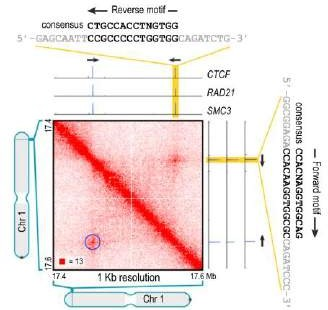 Reverse motif
consensus CTGCCACCTNGTGG
5'-GAGCAATTCCGCCCCCTGGTGGCAGATCTG-3'
CTCF
RAD21
SMC3
17.4
17.6
Chr 1
= 13
17.4
1 Kb resolution
17.6 Mb
Chr 1
5'-GGCGGAGACCACAAGGTGGCGCCAGATCCC-3'
consensus CCACNAGGTGGCAG
Forward motif